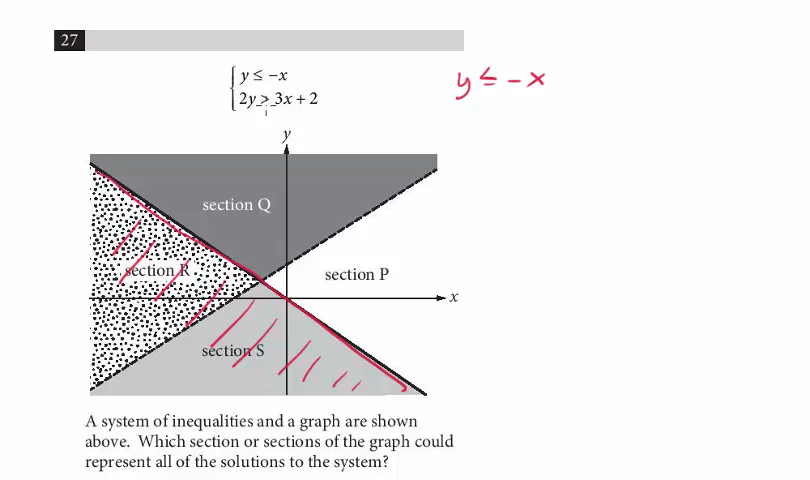 27
y ≤ −x
2y > 3x + 2
y ≤ −x
y
section Q
section R
section P
x
section S
A system of inequalities and a graph are shown
above. Which section or sections of the graph could
represent all of the solutions to the system?